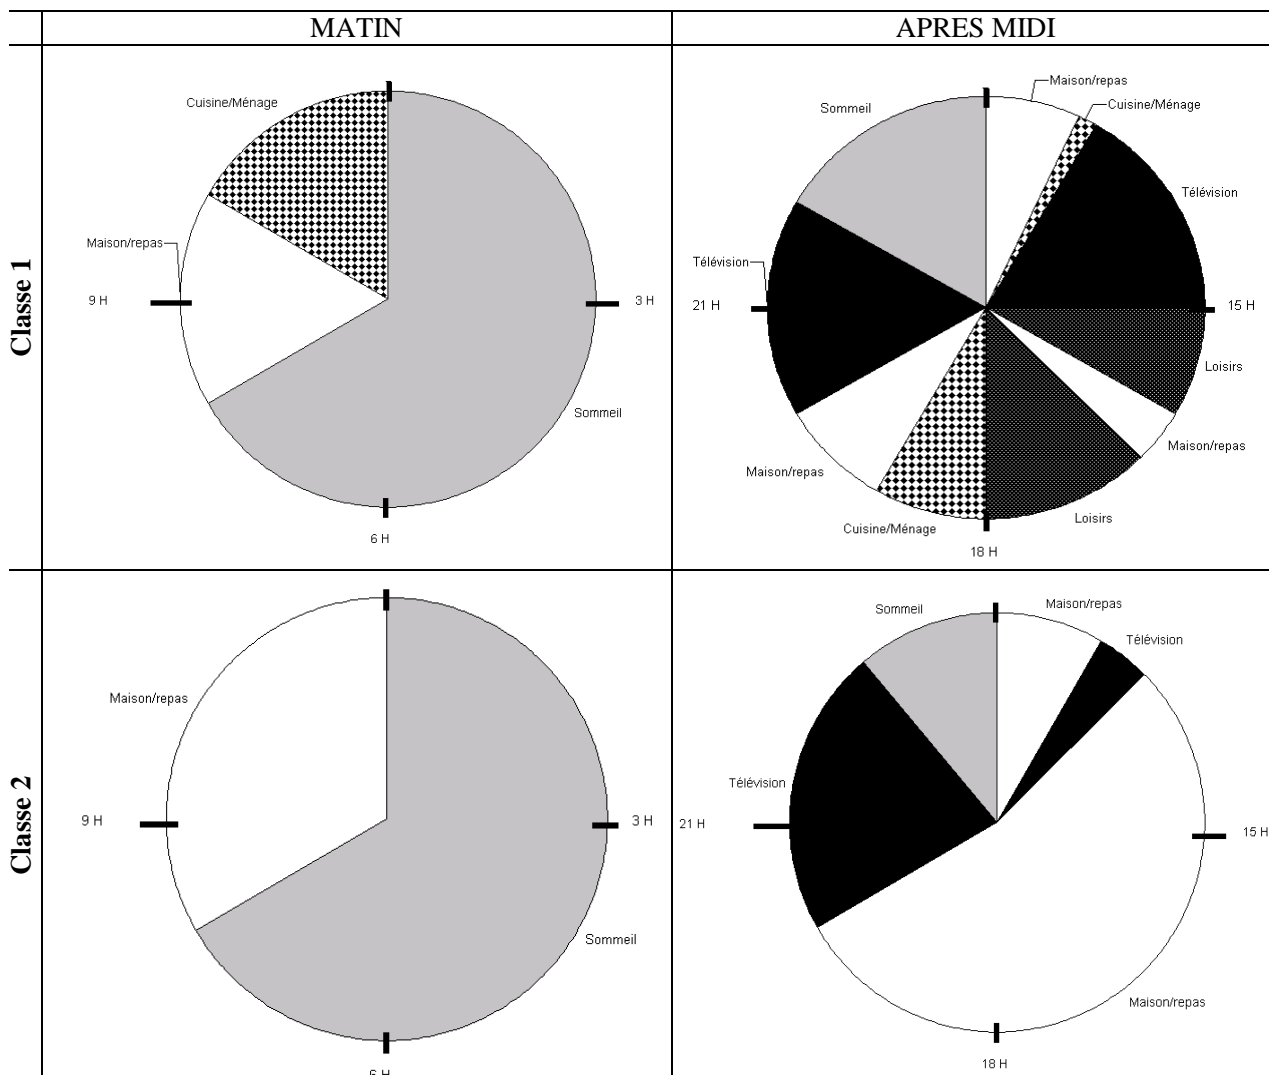 MATIN
APRES MIDI
Classe 1
Cuisine/Ménage
Maison/repas
9 H
3 H
Sommeil
6 H
Maison/repas
Cuisine/Ménage
Sommeil
Télévision
Télévision
21 H
15 H
Loisirs
Maison/repas
Maison/repas
Loisirs
Cuisine/Ménage
18 H
Classe 2
Maison/repas
9 H
3 H
Sommeil
6 H
Maison/repas
Sommeil
Télévision
Télévision
21 H
15 H
Maison/repas
18 H